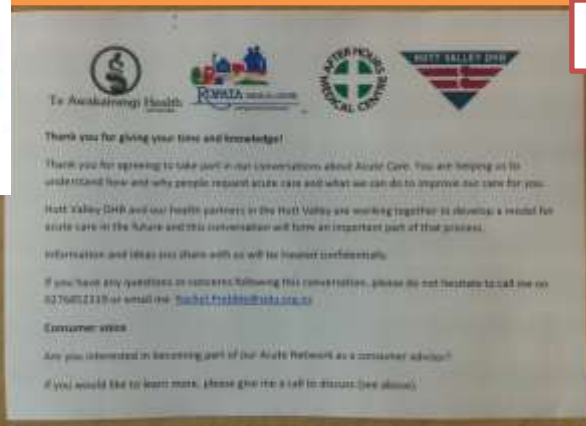 Te Awakairangi Health
ROPATA
AFTER HOURS
MEDICAL CENTRE
HUTT VALLEY DHB
Thank you for giving your time and knowledge!
Thank you for agreeing to take part in our conversations about Acute Care. You are helping us to
understand how and why people request acute care and what we can do to improve our care for you.
Hutt Valley DHB and our health partners in the Hutt Valley are working together to develop a model for
acute care in the future and this conversation will form an important part of that process.
Information and ideas you share with us will be treated confidentially.
If you have any questions or concerns following this conversation, please do not hesitate to call me on
or email me
Consumer voice
Are you interested in becoming part of our Acute Network as a consumer advisor?
If you would like to learn more, please give me a call to discuss (see above).